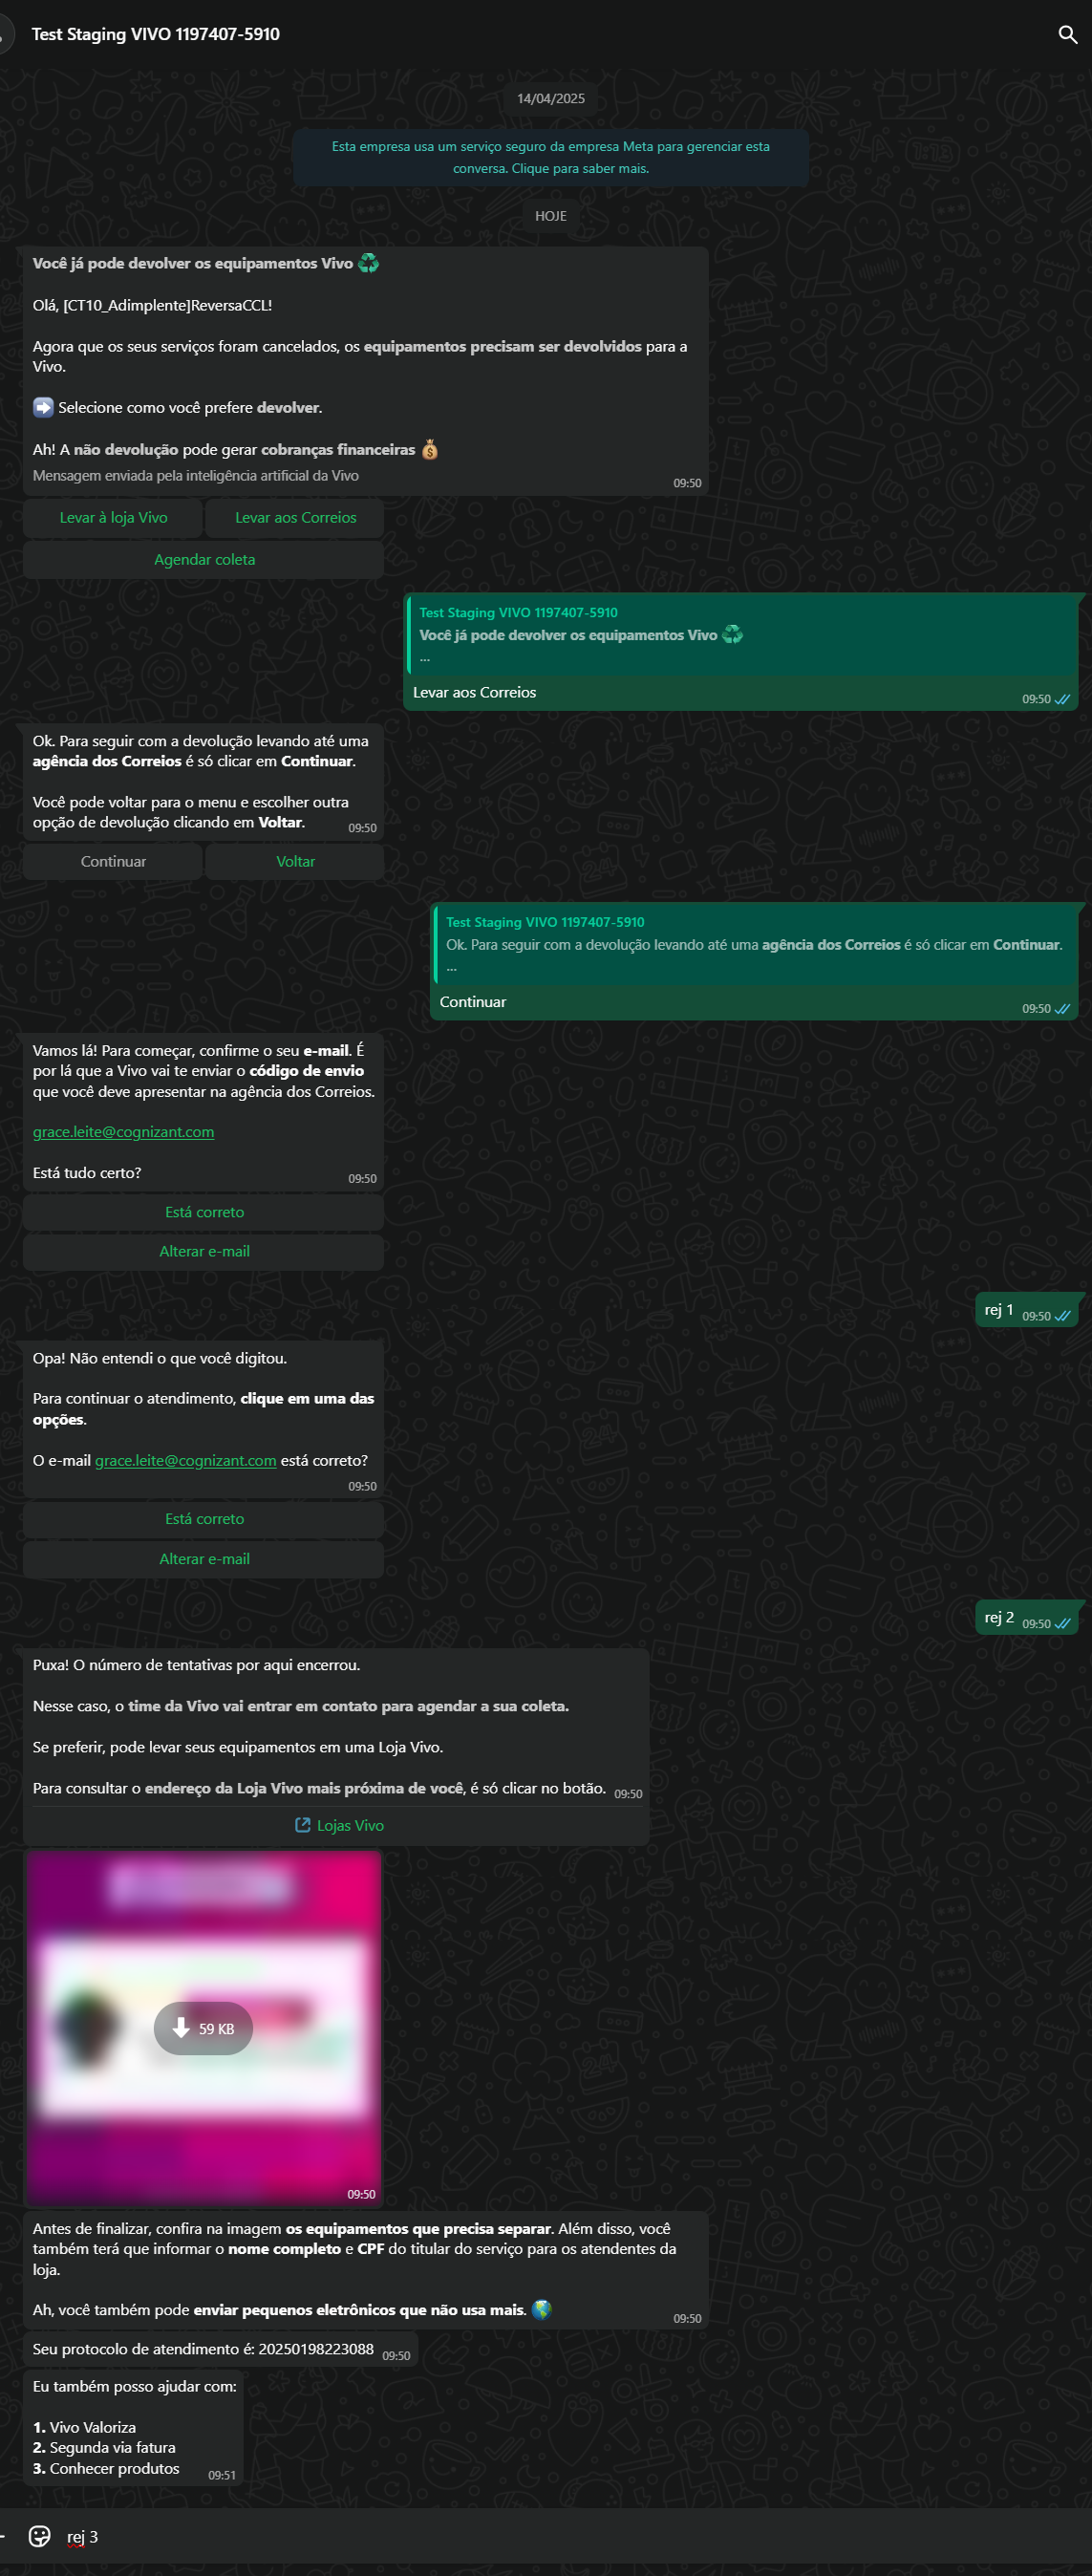 Test Staging VIVO 1197407-5910
14/04/2025
Esta empresa usa um serviço seguro da empresa Meta para gerenciar esta
conversa. Clique para saber mais.
HOJE
Você já pode devolver os equipamentos Vivo ♻️
Olá, [CT10_Adimplente]ReversaCCL!
Agora que os seus serviços foram cancelados, os equipamentos precisam ser devolvidos para a
Vivo.
➡️ Selecione como você prefere devolver.
Ah! A não devolução pode gerar cobranças financeiras 💰
Mensagem enviada pela inteligência artificial da Vivo
09:50
Levar à loja Vivo
Levar aos Correios
Agendar coleta
Test Staging VIVO 1197407-5910
Você já pode devolver os equipamentos Vivo ♻️
...
Levar aos Correios
09:50
Ok. Para seguir com a devolução levando até uma
agência dos Correios é só clicar em Continuar.
Você pode voltar para o menu e escolher outra
opção de devolução clicando em Voltar.
09:50
Continuar
Voltar
Test Staging VIVO 1197407-5910
Ok. Para seguir com a devolução levando até uma agência dos Correios é só clicar em Continuar.
...
Continuar
09:50
Vamos lá! Para começar, confirme o seu e-mail. É
por lá que a Vivo vai te enviar o código de envio
que você deve apresentar na agência dos Correios.
grace.leite@cognizant.com
Está tudo certo?
09:50
Está correto
Alterar e-mail
rej 1
09:50
Opa! Não entendi o que você digitou.
Para continuar o atendimento, clique em uma das
opções.
O e-mail grace.leite@cognizant.com está correto?
09:50
Está correto
Alterar e-mail
rej 2
09:50
Puxa! O número de tentativas por aqui encerrou.
Nesse caso, o time da Vivo vai entrar em contato para agendar a sua coleta.
Se preferir, pode levar seus equipamentos em uma Loja Vivo.
Para consultar o endereço da Loja Vivo mais próxima de você, é só clicar no botão.
09:50
Lojas Vivo
59 KB
09:50
Antes de finalizar, confira na imagem os equipamentos que precisa separar. Além disso, você
também terá que informar o nome completo e CPF do titular do serviço para os atendentes da
loja.
Ah, você também pode enviar pequenos eletrônicos que não usa mais. 🌎
09:50
Seu protocolo de atendimento é: 20250198223088
09:50
Eu também posso ajudar com:
1. Vivo Valoriza
2. Segunda via fatura
3. Conhecer produtos
09:51
rej 3